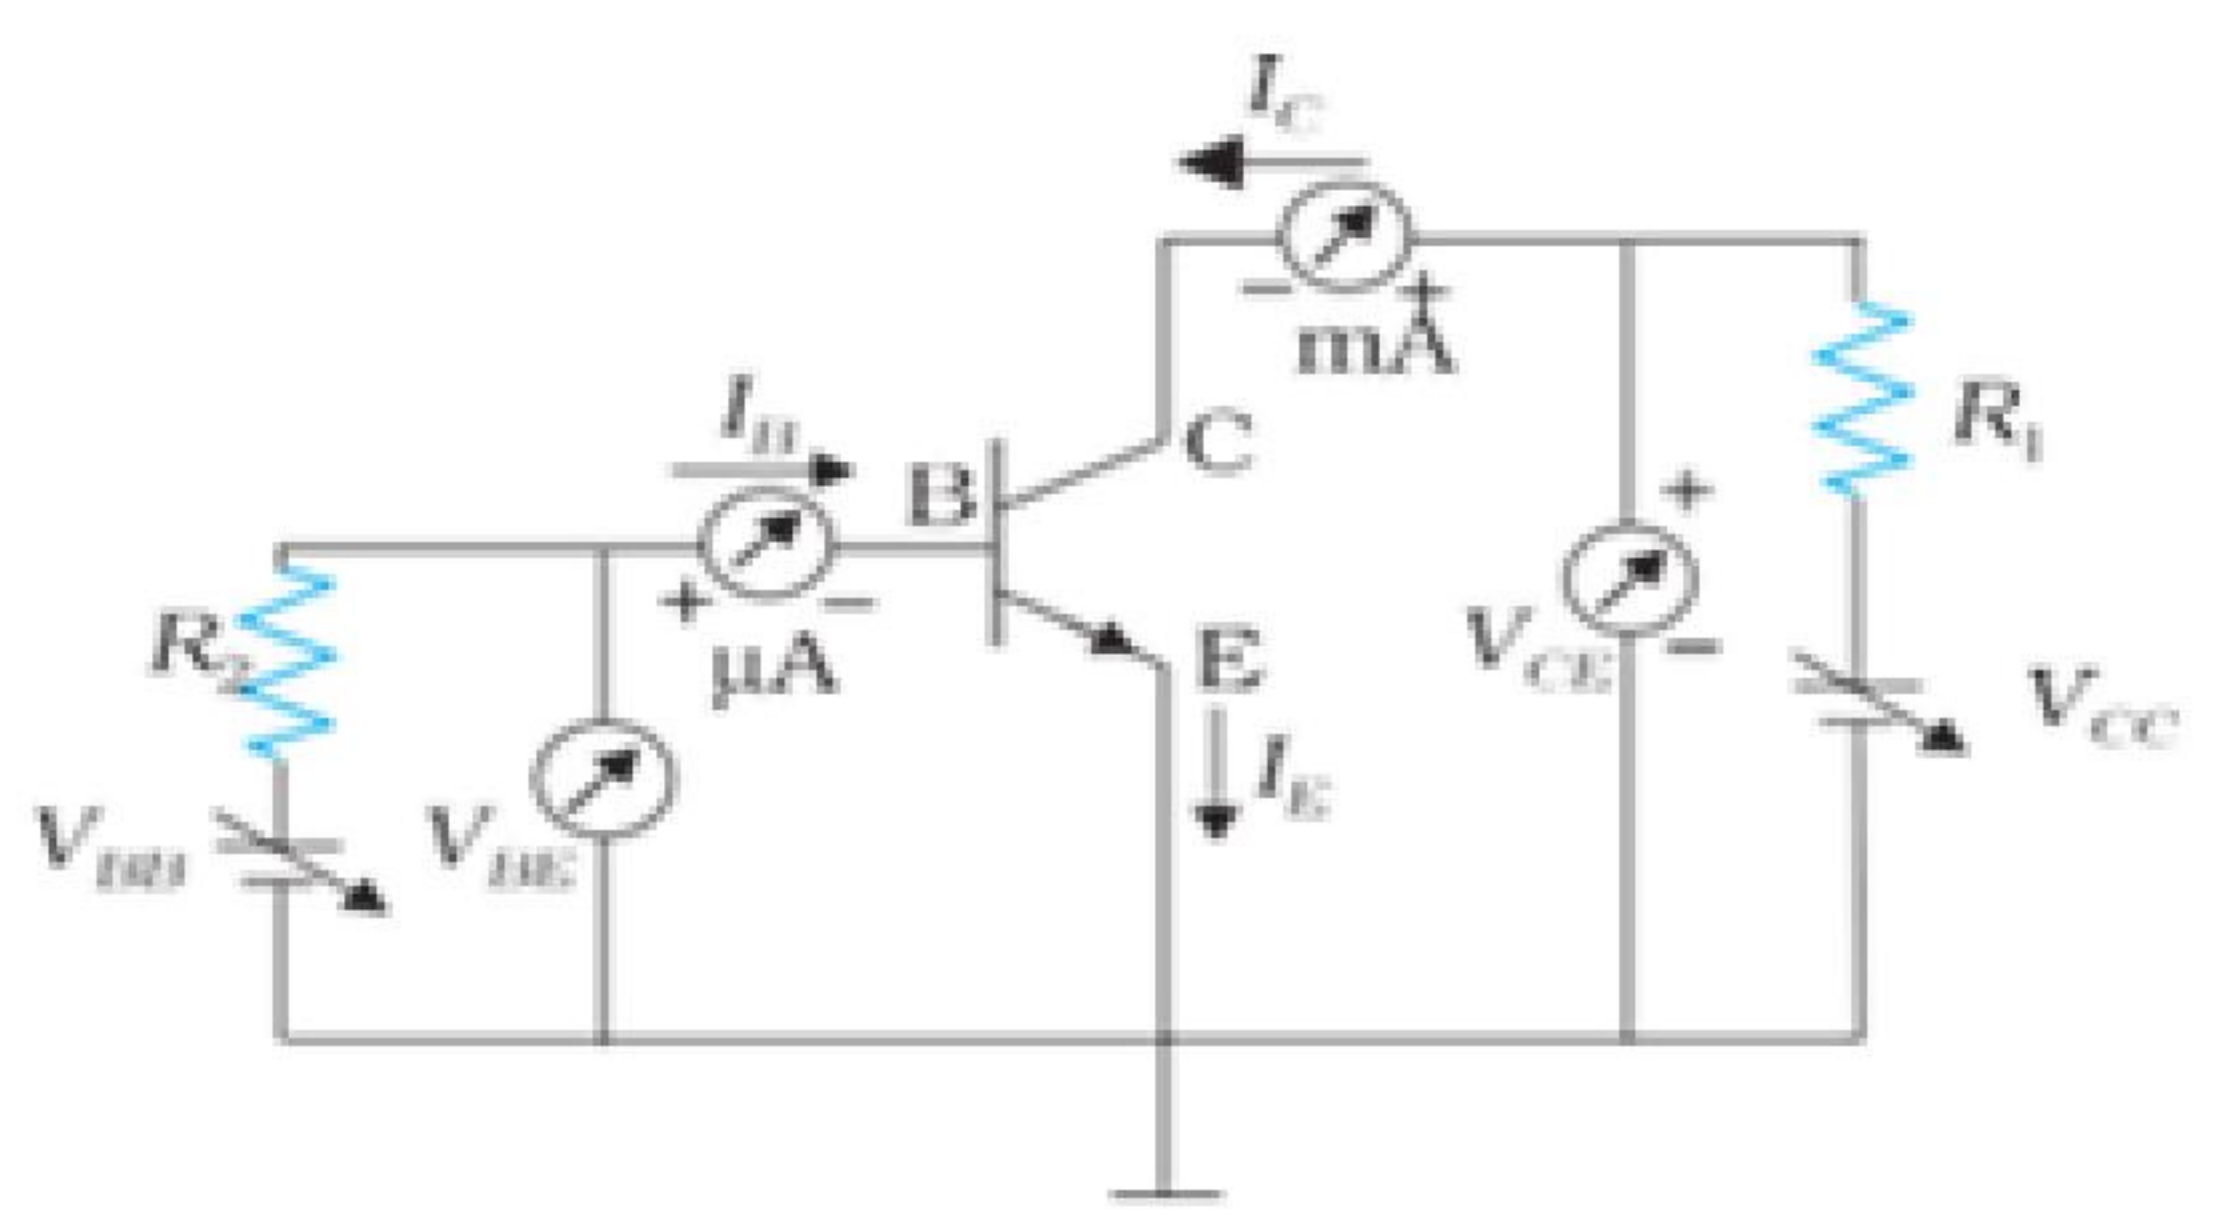 I_C
− +
mA
I_B
B
C
+ −
μA
R_1
+
R_2
E
V_CE
−
V_CC
I_E
V_BB
V_BE